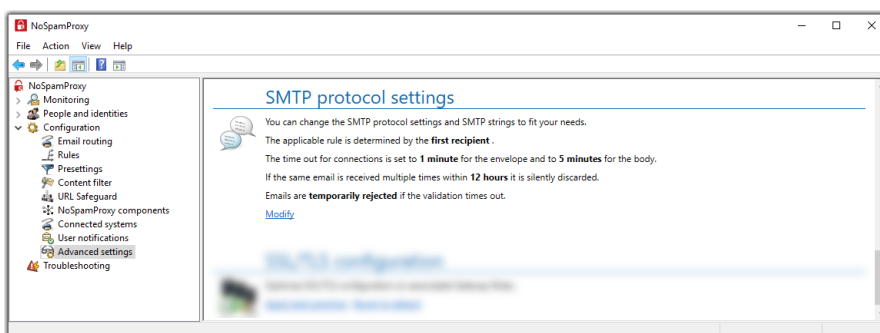 NoSpamProxy
File Action View Help
NoSpamProxy
Monitoring
People and identities
Configuration
Email routing
Rules
Presettings
Content filter
URL Safeguard
NoSpamProxy components
Connected systems
User notifications
Advanced settings
Troubleshooting
SMTP protocol settings
You can change the SMTP protocol settings and SMTP strings to fit your needs.
The applicable rule is determined by the first recipient .
The time out for connections is set to 1 minute for the envelope and to 5 minutes for the body.
If the same email is received multiple times within 12 hours it is silently discarded.
Emails are temporarily rejected if the validation times out.
Modify
SSL/TLS configuration